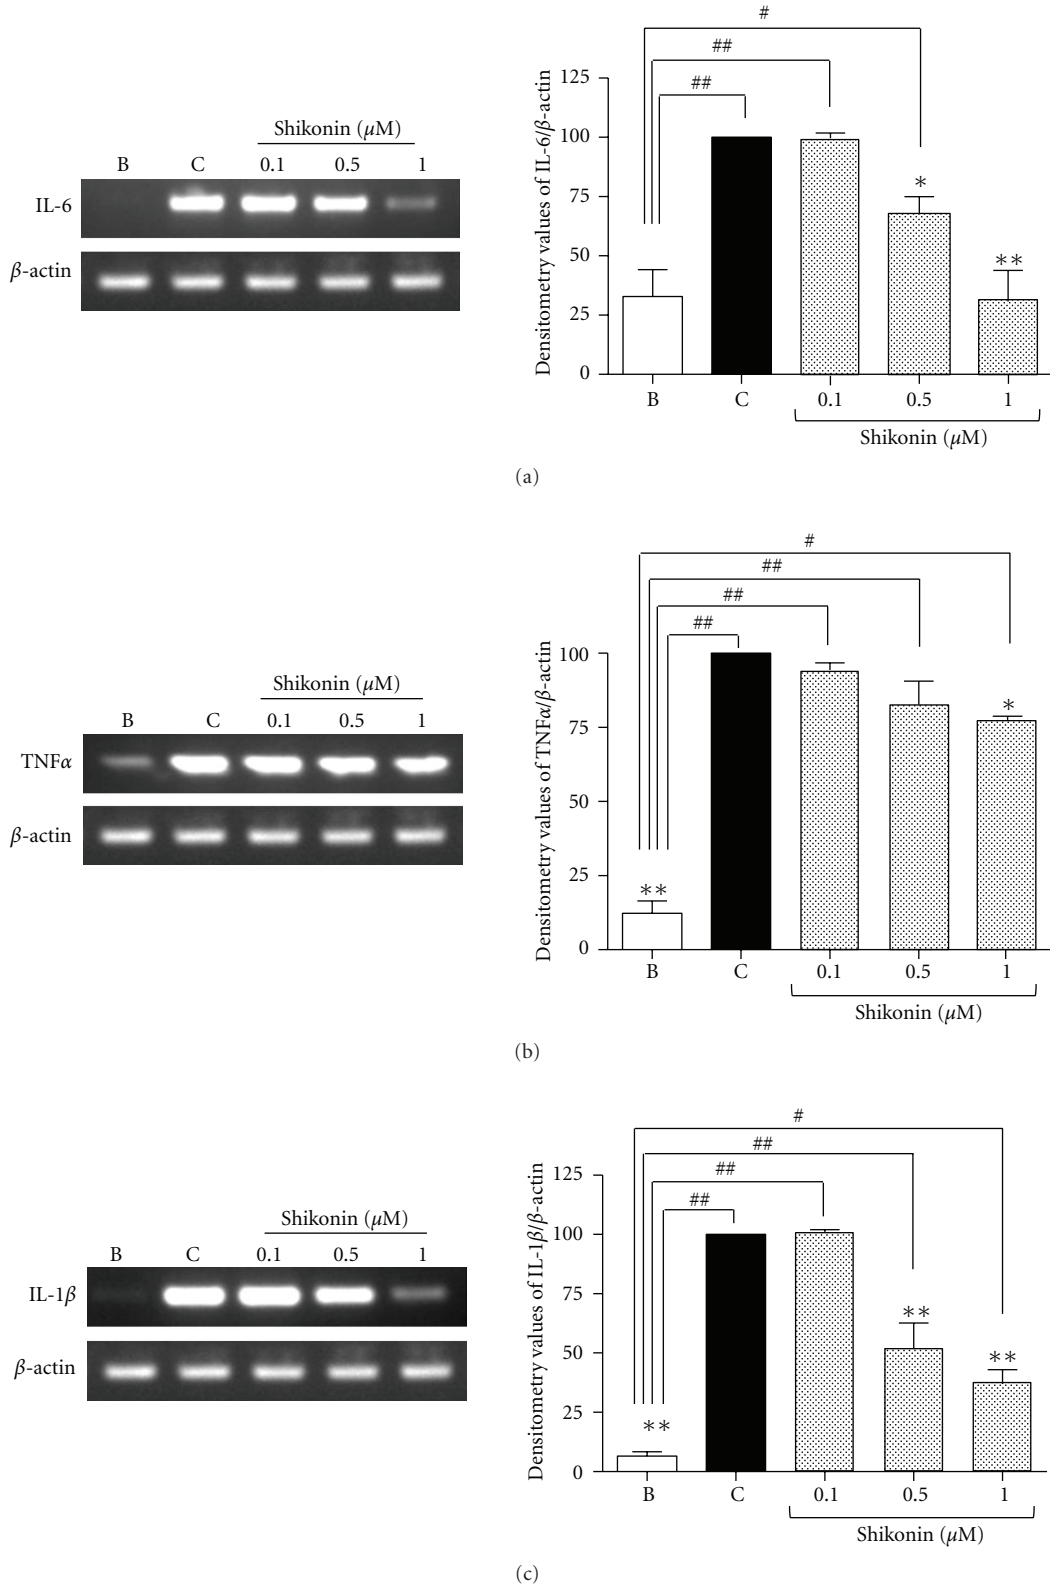 Shikonin (μM)
B C 0.1 0.5 1
IL-6
β-actin
#
##
##
*
**
Densitometry values of IL-6/β-actin
125
100
75
50
25
0
B C 0.1 0.5 1
Shikonin (μM)
(a)
Shikonin (μM)
B C 0.1 0.5 1
TNFα
β-actin
#
##
##
##
*
**
Densitometry values of TNFα/β-actin
100
75
50
25
0
B C 0.1 0.5 1
Shikonin (μM)
(b)
Shikonin (μM)
B C 0.1 0.5 1
IL-1β
β-actin
#
##
##
##
**
**
**
Densitometry values of IL-1β/β-actin
125
100
75
50
25
0
B C 0.1 0.5 1
Shikonin (μM)
(c)